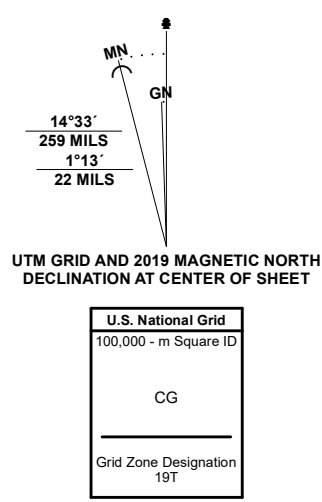 MN
GN
14°33´
259 MILS
1°13´
22 MILS
UTM GRID AND 2019 MAGNETIC NORTH
DECLINATION AT CENTER OF SHEET
U.S. National Grid
100,000 - m Square ID
CG
Grid Zone Designation
19T